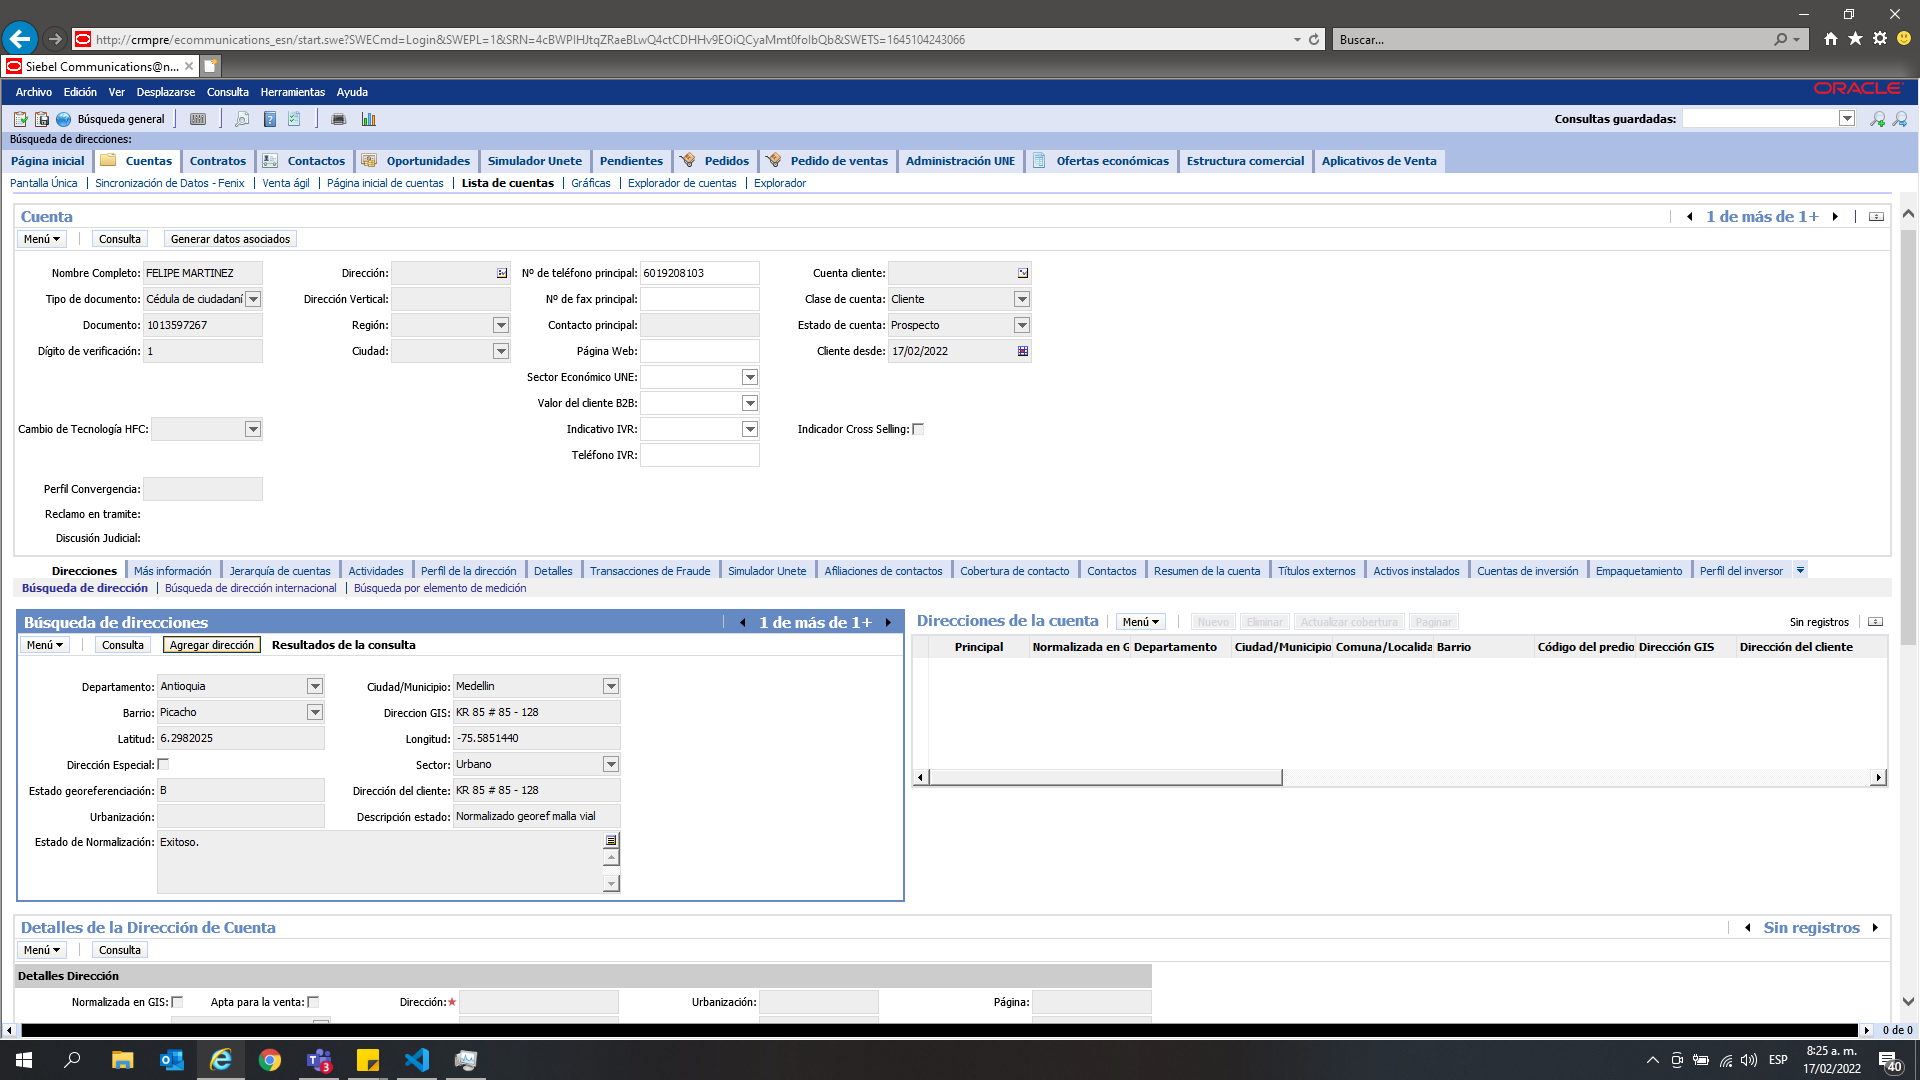 http://crmpre/ecommunications_esn/start.swe?SWECmd=Login&SWEPL=1&SRN=4cBWPIHJtqZRaeBLwQ4ctCDHHv9EOiQCyaMmt0folbQb&SWETS=1645104243066
Buscar...
Siebel Communications@n...
Archivo Edición Ver Desplazarse Consulta Herramientas Ayuda
ORACLE
Búsqueda general
Consultas guardadas:
Búsqueda de direcciones:
Página inicial Cuentas Contratos Contactos Oportunidades Simulador Unete Pendientes Pedidos Pedido de ventas Administración UNE Ofertas económicas Estructura comercial Aplicativos de Venta
Pantalla Única Sincronización de Datos - Fenix Venta ágil Página inicial de cuentas Lista de cuentas Gráficas Explorador de cuentas Explorador
Cuenta
1 de más de 1+
Menú Consulta Generar datos asociados
Nombre Completo: FELIPE MARTINEZ Dirección: Nº de teléfono principal: 6019208103 Cuenta cliente:
Tipo de documento: Cédula de ciudadaní Dirección Vertical: Nº de fax principal: Clase de cuenta: Cliente
Documento: 1013597267 Región: Contacto principal: Estado de cuenta: Prospecto
Dígito de verificación: 1 Ciudad: Página Web: Cliente desde: 17/02/2022
Sector Económico UNE:
Valor del cliente B2B:
Cambio de Tecnología HFC: Indicativo IVR: Indicador Cross Selling:
Teléfono IVR:
Perfil Convergencia:
Reclamo en tramite:
Discusión Judicial:
Direcciones Más información Jerarquía de cuentas Actividades Perfil de la dirección Detalles Transacciones de Fraude Simulador Unete Afiliaciones de contactos Cobertura de contacto Contactos Resumen de la cuenta Títulos externos Activos instalados Cuentas de inversión Empaquetamiento Perfil del inversor
Búsqueda de dirección Búsqueda de dirección internacional Búsqueda por elemento de medición
Búsqueda de direcciones 1 de más de 1+
Menú Consulta Agregar dirección Resultados de la consulta
Departamento: Antioquia Ciudad/Municipio: Medellin
Barrio: Picacho Direccion GIS: KR 85 # 85 - 128
Latitud: 6.2982025 Longitud: -75.5851440
Dirección Especial: Sector: Urbano
Estado georeferenciación: B Dirección del cliente: KR 85 # 85 - 128
Urbanización: Descripción estado: Normalizado georef malla vial
Estado de Normalización: Exitoso.
Direcciones de la cuenta Menú Nuevo Eliminar Actualizar cobertura Paginar Sin registros
Principal Normalizada en G Departamento Ciudad/Municipio Comuna/Localida Barrio Código del predio Dirección GIS Dirección del cliente
Detalles de la Dirección de Cuenta
Sin registros
Menú Consulta
Detalles Dirección
Normalizada en GIS: Apta para la venta: Dirección: Urbanización: Página:
0 de 0
3
ESP
8:25 a. m.
17/02/2022
40